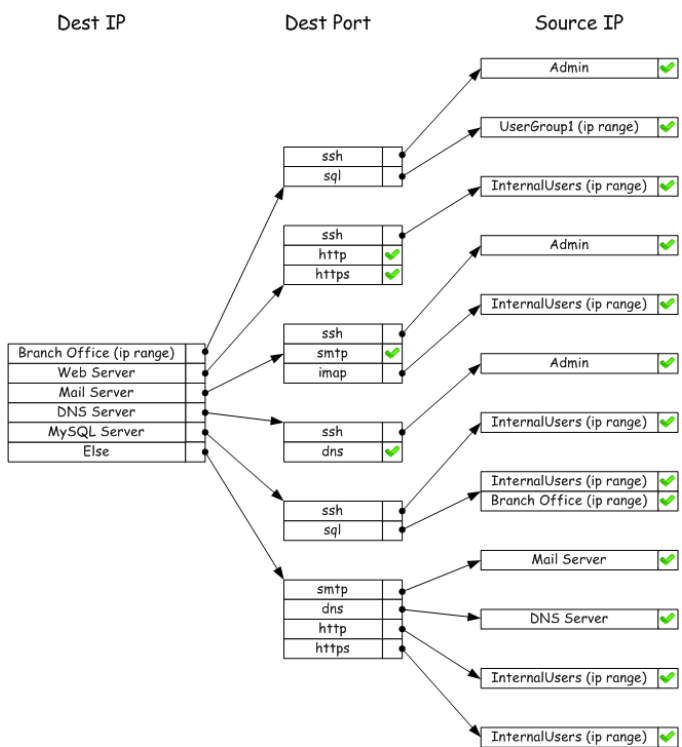 Dest IP
Dest Port
Source IP
Branch Office (ip range)
Web Server
Mail Server
DNS Server
MySQL Server
Else
ssh
sql
ssh
http
https
ssh
smtp
imap
ssh
dns
ssh
sql
smtp
dns
http
https
Admin
UserGroup1 (ip range)
InternalUsers (ip range)
Admin
InternalUsers (ip range)
Admin
InternalUsers (ip range)
InternalUsers (ip range)
Branch Office (ip range)
Mail Server
DNS Server
InternalUsers (ip range)
InternalUsers (ip range)